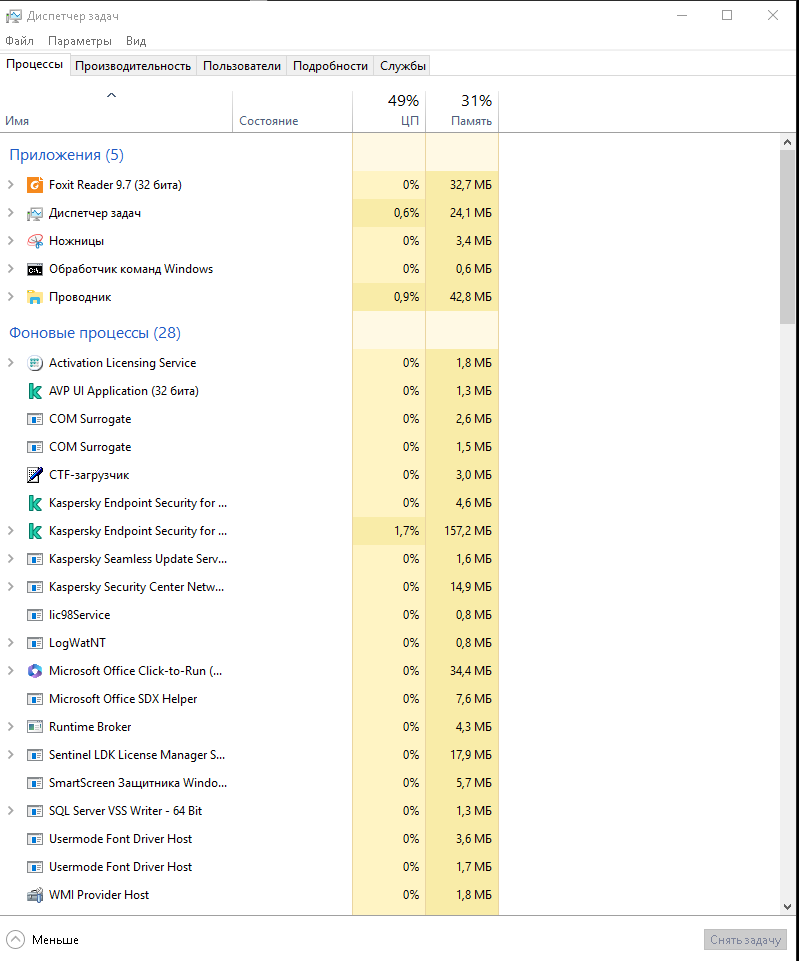 Диспетчер задач
Файл Параметры Вид
Процессы Производительность Пользователи Подробности Службы
49% 31%
Имя Состояние ЦП Память
Приложения (5)
Foxit Reader 9.7 (32 бита) 0% 32,7 МБ
Диспетчер задач 0,6% 24,1 МБ
Ножницы 0% 3,4 МБ
Обработчик команд Windows 0% 0,6 МБ
Проводник 0,9% 42,8 МБ
Фоновые процессы (28)
Activation Licensing Service 0% 1,8 МБ
AVP UI Application (32 бита) 0% 1,3 МБ
COM Surrogate 0% 2,6 МБ
COM Surrogate 0% 1,5 МБ
CTF-загрузчик 0% 3,0 МБ
Kaspersky Endpoint Security for ... 0% 4,6 МБ
Kaspersky Endpoint Security for ... 1,7% 157,2 МБ
Kaspersky Seamless Update Serv... 0% 1,6 МБ
Kaspersky Security Center Netw... 0% 14,9 МБ
lic98Service 0% 0,8 МБ
LogWatNT 0% 0,8 МБ
Microsoft Office Click-to-Run (... 0% 34,4 МБ
Microsoft Office SDX Helper 0% 7,6 МБ
Runtime Broker 0% 4,3 МБ
Sentinel LDK License Manager S... 0% 17,9 МБ
SmartScreen Защитника Windo... 0% 5,7 МБ
SQL Server VSS Writer - 64 Bit 0% 1,3 МБ
Usermode Font Driver Host 0% 3,6 МБ
Usermode Font Driver Host 0% 1,7 МБ
WMI Provider Host 0% 1,8 МБ
Меньше Снять задачу